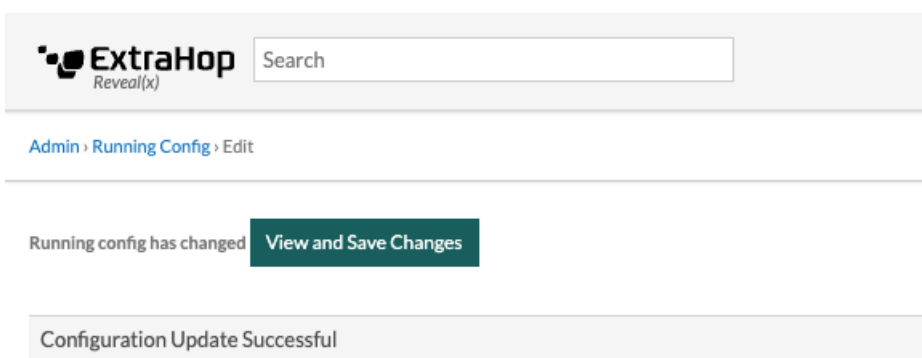 ExtraHop
Reveal(x)
Search
Admin › Running Config › Edit
Running config has changed View and Save Changes
Configuration Update Successful